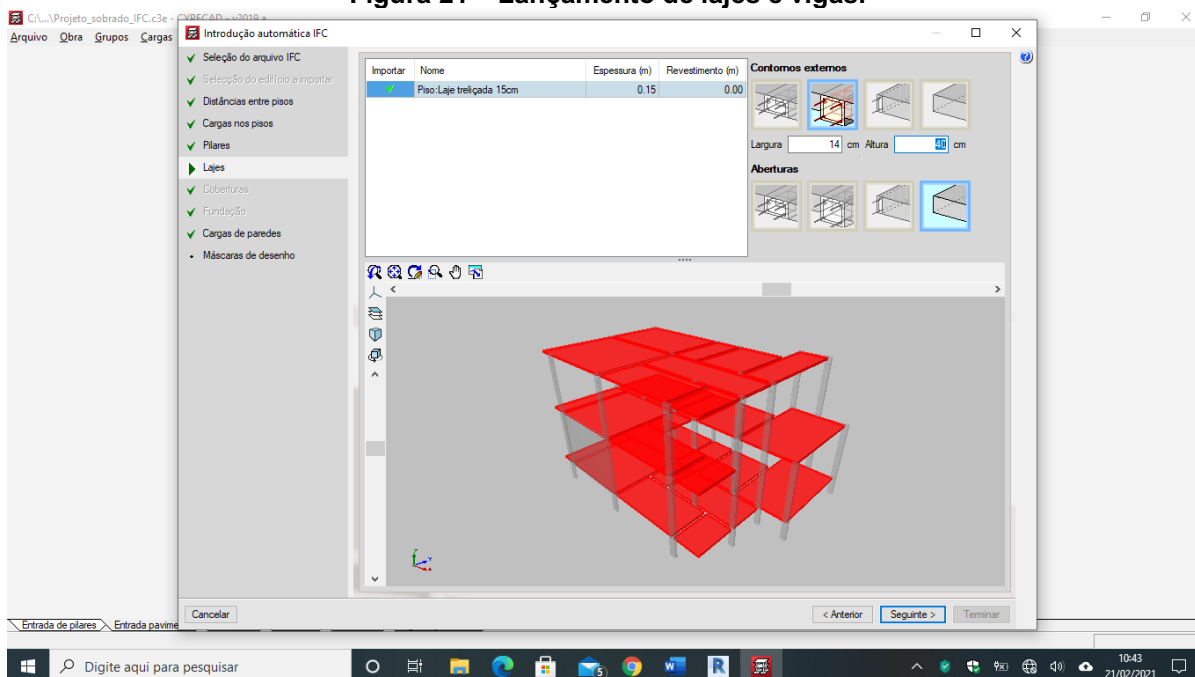 Figura 21 – Lançamento de lajes e vigas.
C:\...\Projeto_sobrado_IFC.c3e - CYPECAD - v2019.a
Arquivo Obra Grupos Cargas
Introdução automática IFC
Seleção do arquivo IFC
Selecção do edifício a importar
Distâncias entre pisos
Cargas nos pisos
Pilares
Lajes
Coberturas
Fundação
Cargas de paredes
Máscaras de desenho
Importar Nome Espessura (m) Revestimento (m)
Piso:Laje treliçada 15cm 0.15 0.00
Contornos externos
Largura 14 cm Altura 40 cm
Aberturas
Cancelar
< Anterior Seguinte > Terminar
Entrada de pilares Entrada pavime
Digite aqui para pesquisar
5
10:43
21/02/2021